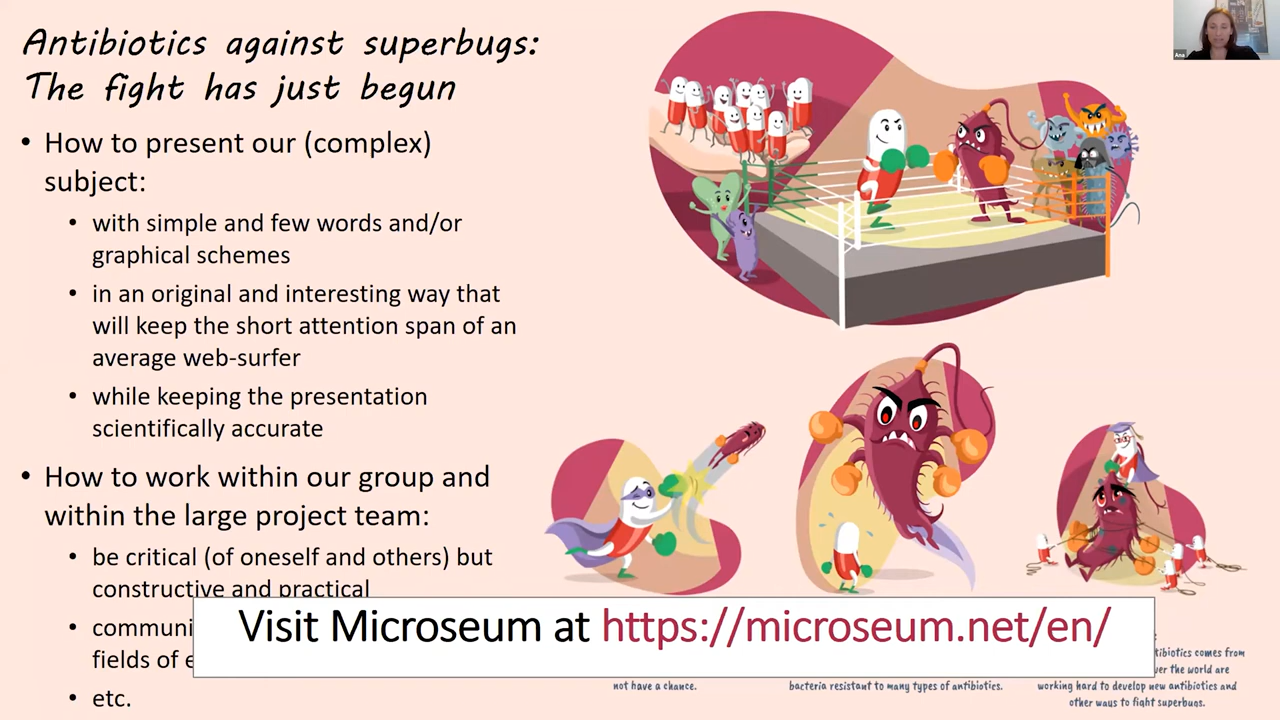 Antibiotics against superbugs:
The fight has just begun
• How to present our (complex)
subject:
• with simple and few words and/or
graphical schemes
• in an original and interesting way that
will keep the short attention span of an
average web-surfer
• while keeping the presentation
scientifically accurate
• How to work within our group and
within the large project team:
• be critical (of oneself and others) but
constructive and practical
• communi
fields of e
• etc.
Visit Microseum at https://microseum.net/en/
not have a chance.
bacteria resistant to many types of antibiotics.
tibiotics comes from
ver the world are
working hard to develop new antibiotics and
other ways to fight superbugs.
Ana